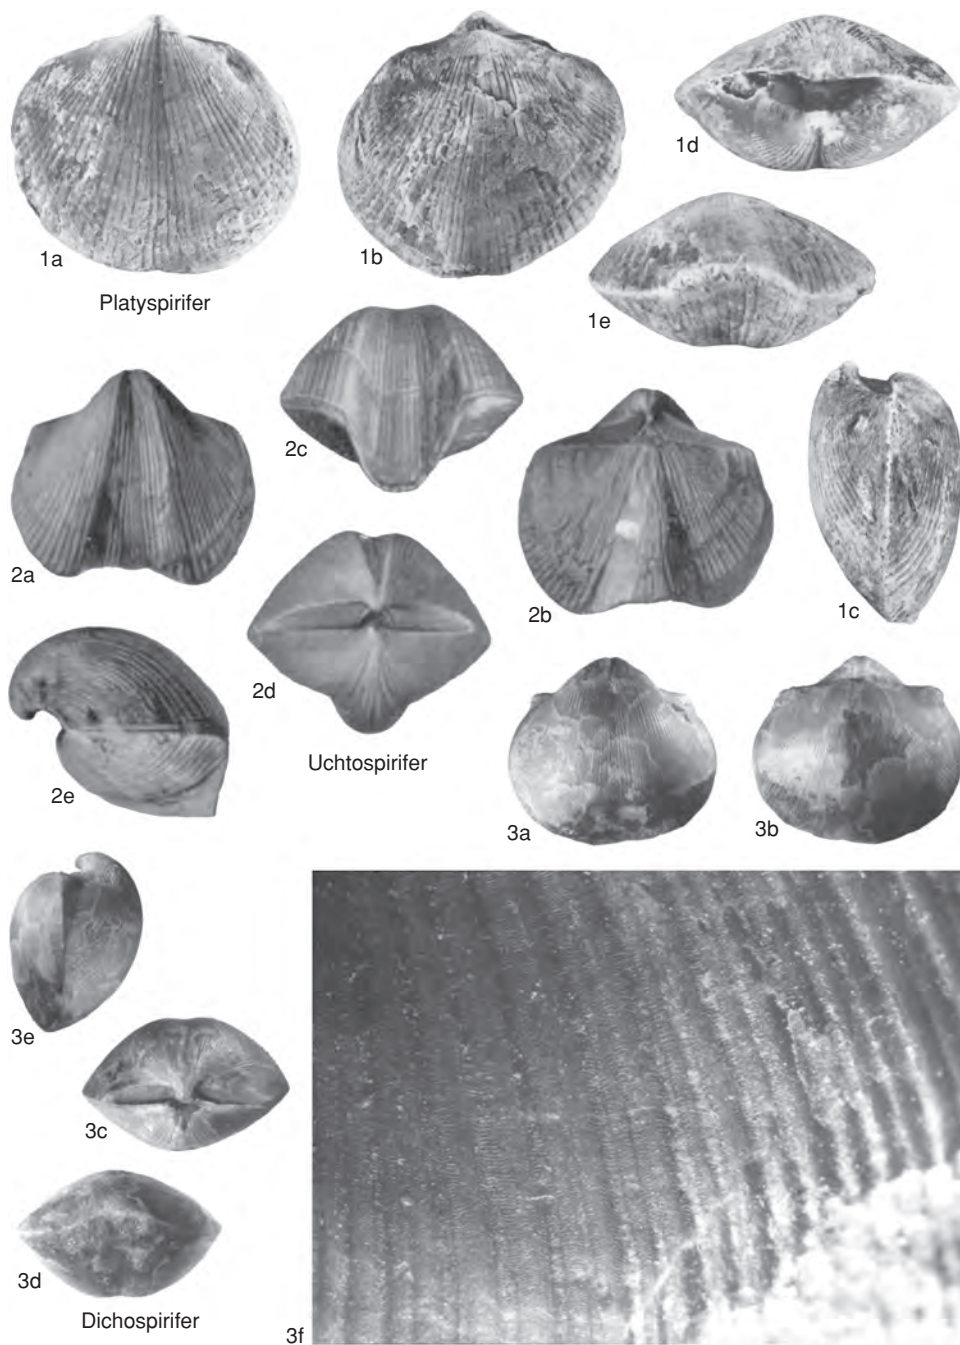 1a
1b
1d
1e
Platyspirifer
2c
2a
2b
1c
2d
2e
Uchtospirifer
3a
3b
3e
3c
3d
Dichospirifer
3f